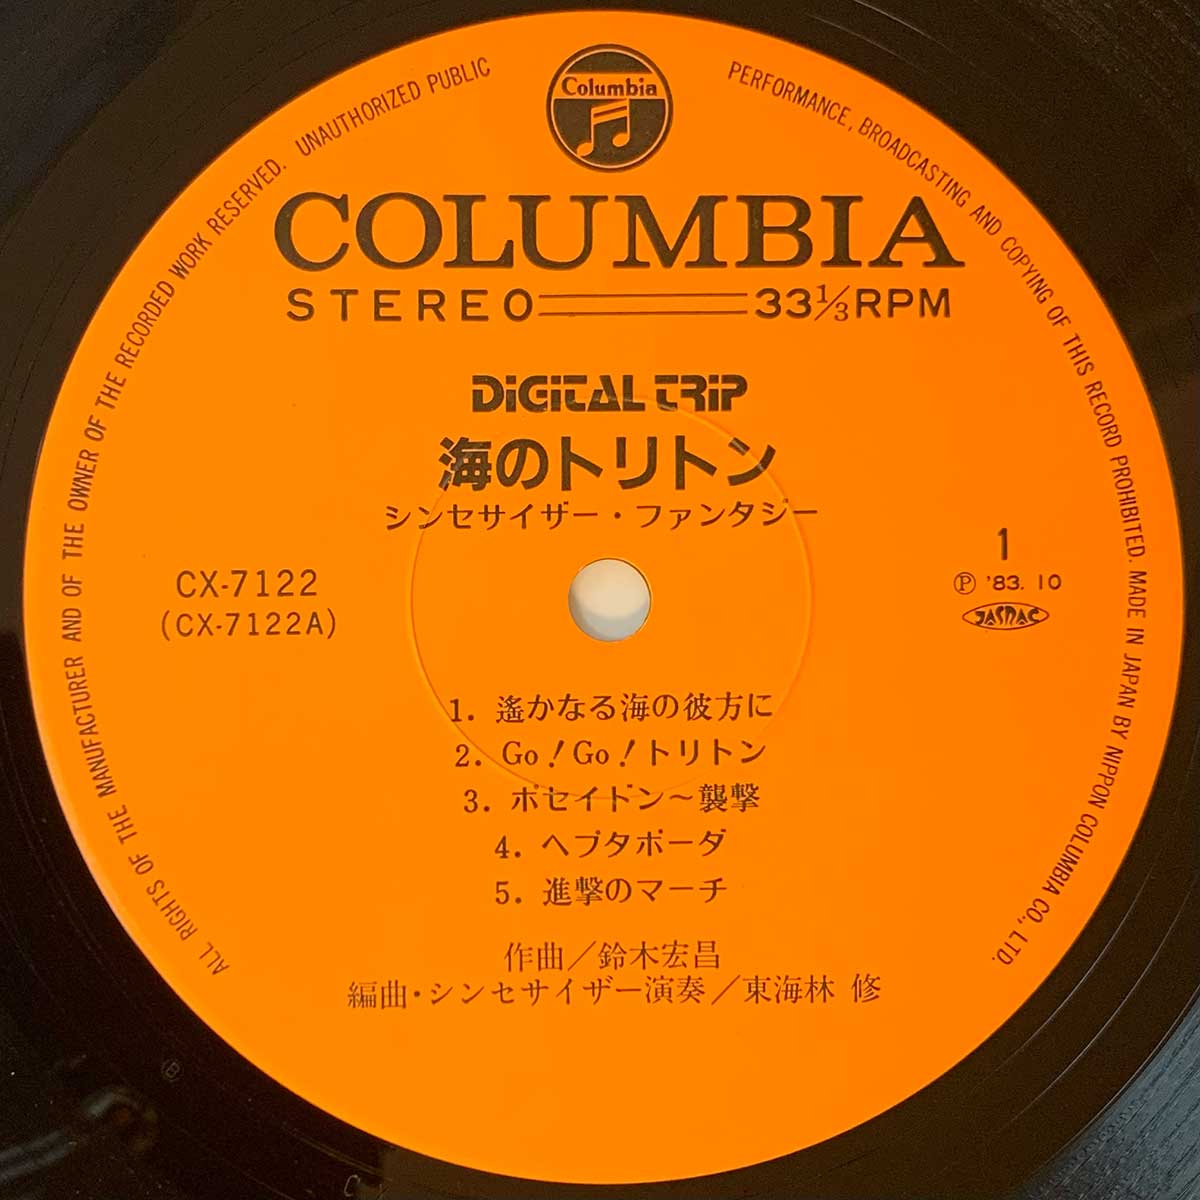 Columbia
ALL RIGHTS OF THE MANUFACTURER AND OF THE OWNER OF THE RECORDED WORK RESERVED. UNAUTHORIZED PUBLIC PERFORMANCE, BROADCASTING AND COPYING OF THIS RECORD PROHIBITED. MADE IN JAPAN BY NIPPON COLUMBIA CO., LTD.
COLUMBIA
STEREO 33⅓RPM
DIGITAL TRIP
海のトリトン
シンセサイザー・ファンタジー
CX-7122
(CX-7122A)
1
Ⓟ '83. 10
JASRAC
1. 遙かなる海の彼方に
2. Go！Go！トリトン
3. ポセイドン～襲撃
4. ヘプタポーダ
5. 進撃のマーチ
作曲／鈴木宏昌
編曲・シンセサイザー演奏／東海林 修